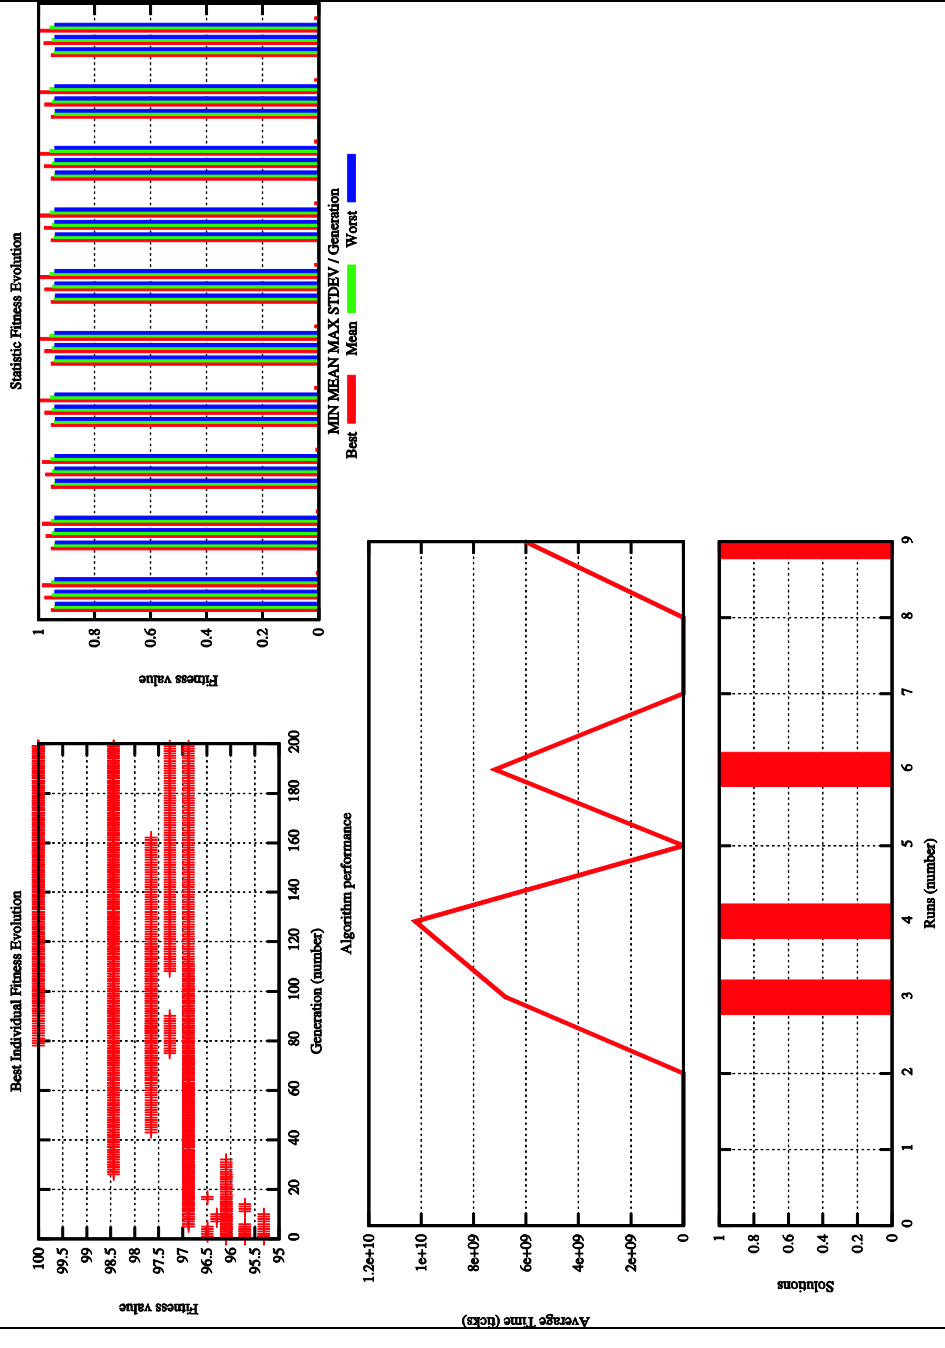 Best Individual Fitness Evolution
Fitness value
100
99.5
99
98.5
98
97.5
97
96.5
96
95.5
95
0
20
40
60
80
100
120
140
160
180
200
Generation (number)
Statistic Fitness Evolution
Fitness value
1
0.8
0.6
0.4
0.2
0
MIN MEAN MAX STDEV / Generation
Best
Mean
Worst
Algorithm performance
Average Time (ticks)
1.2e+10
1e+10
8e+09
6e+09
4e+09
2e+09
0
Solutions
1
0.8
0.6
0.4
0.2
0
0
1
2
3
4
5
6
7
8
9
Runs (number)